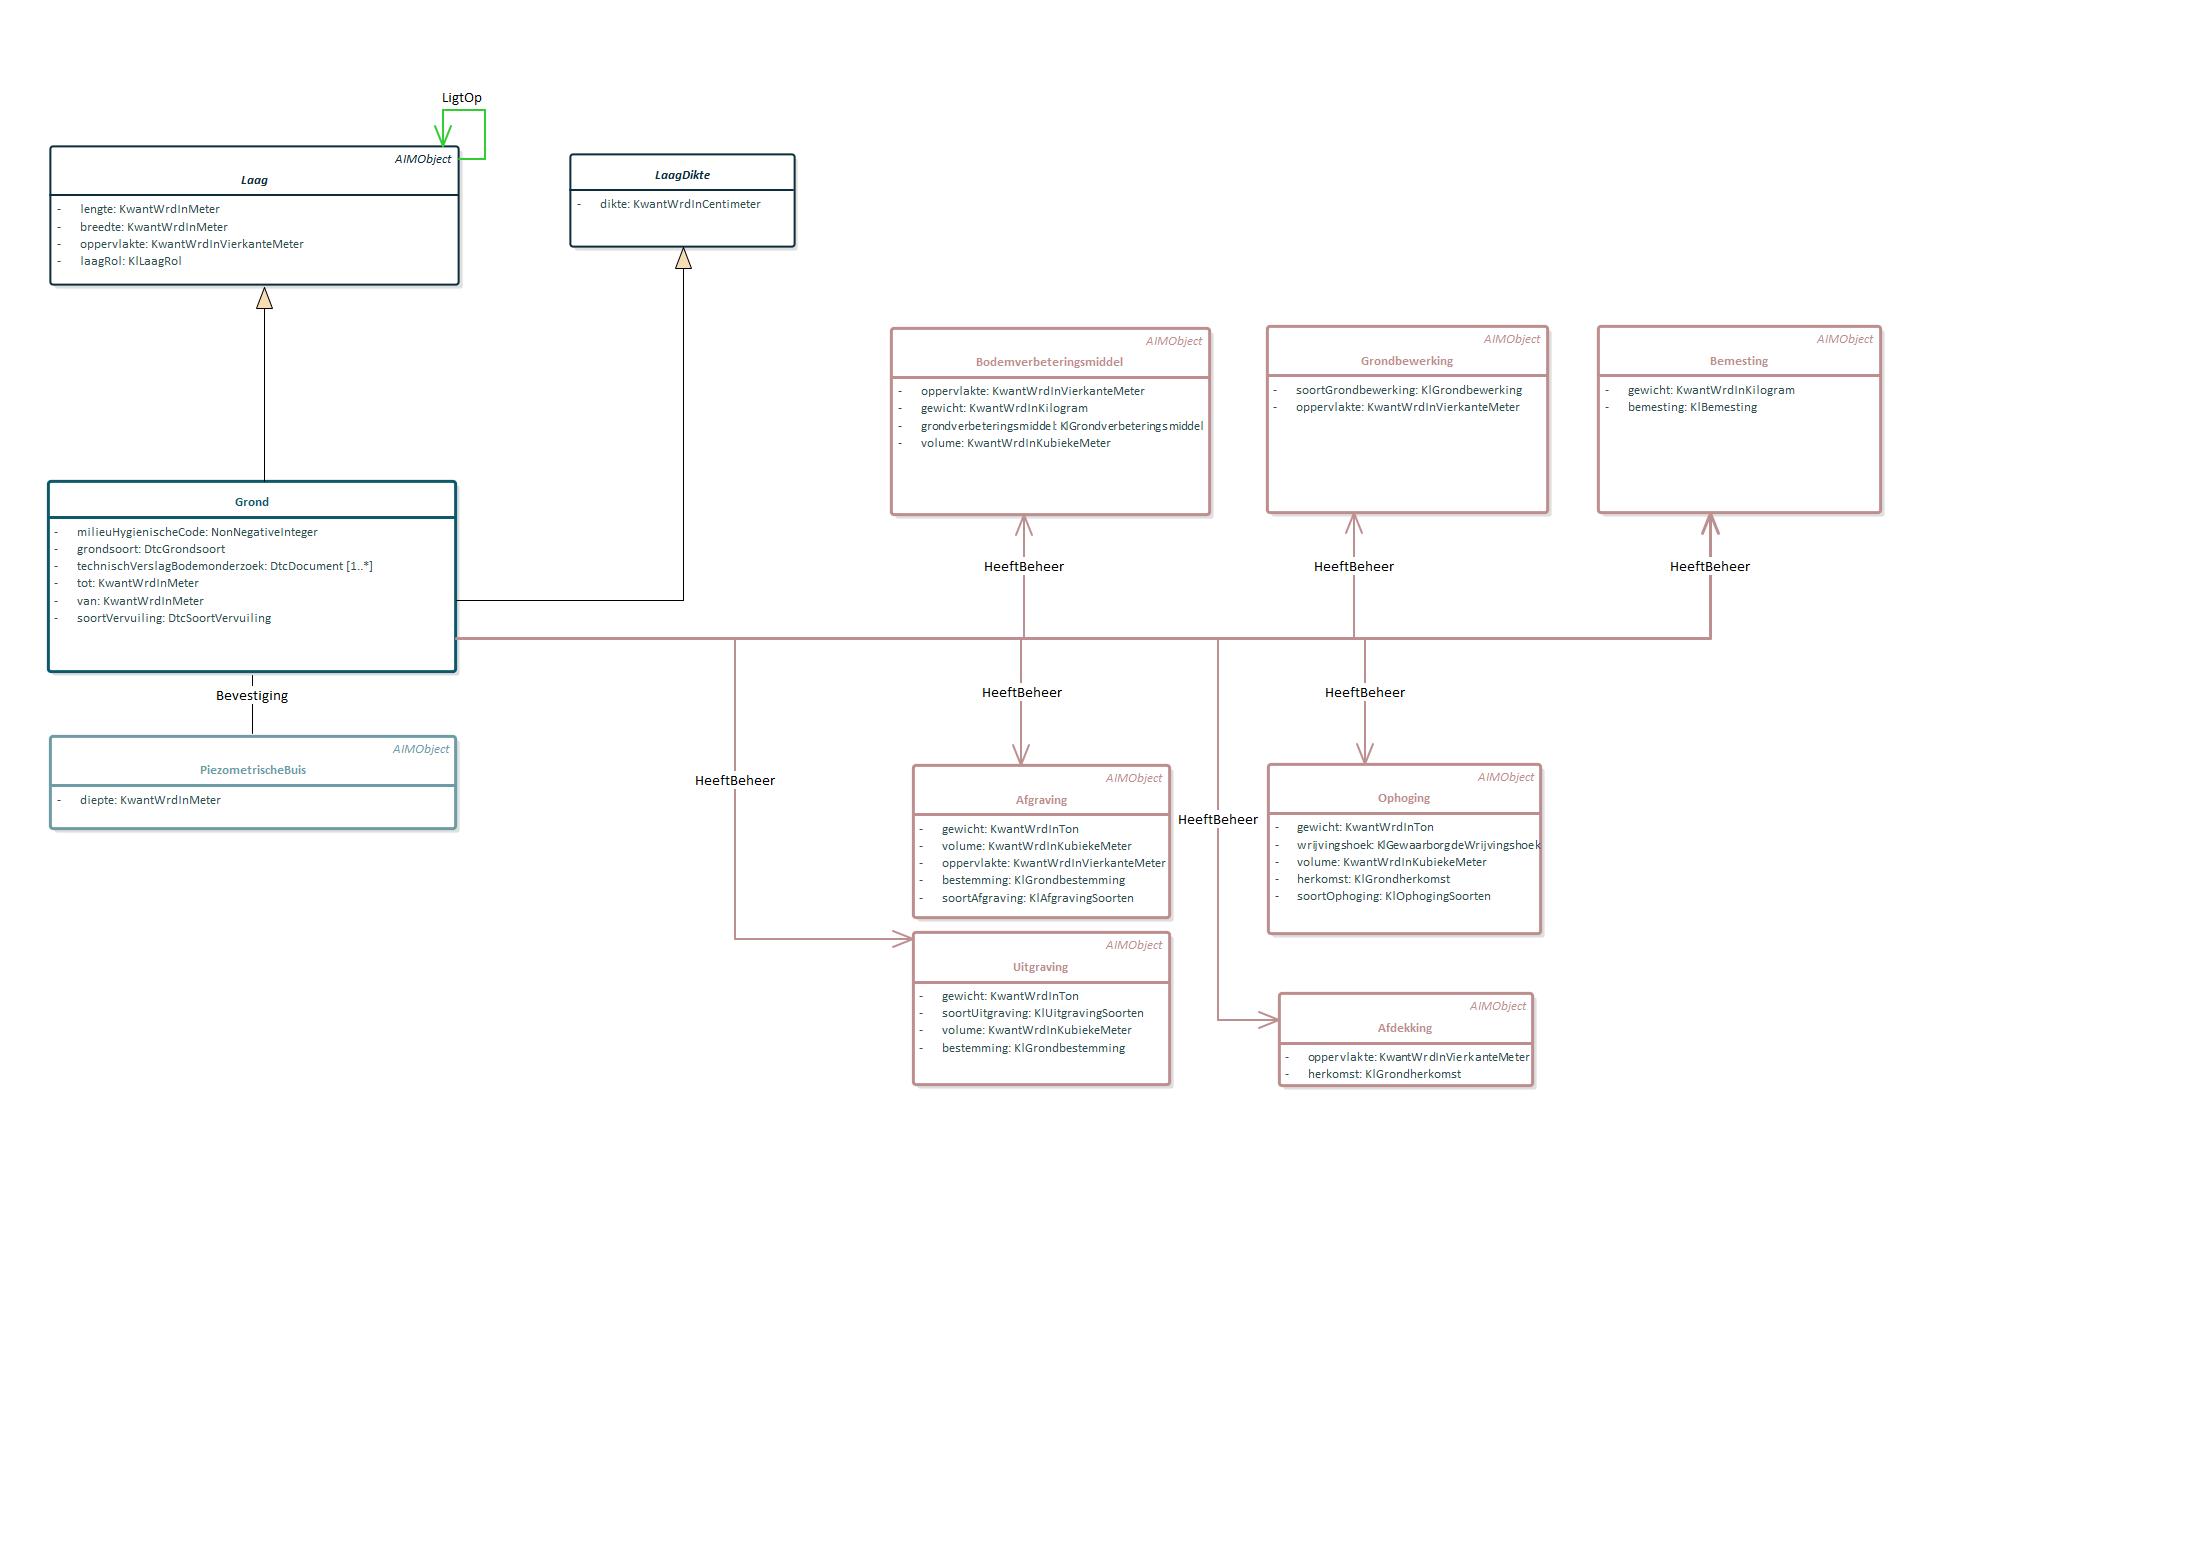 LigtOp
AIMObject
Laag
- lengte: KwantWrdInMeter
- breedte: KwantWrdInMeter
- oppervlakte: KwantWrdInVierkanteMeter
- laagRol: KlLaagRol
LaagDikte
- dikte: KwantWrdInCentimeter
AIMObject
Bodemverbeteringsmiddel
- oppervlakte: KwantWrdInVierkanteMeter
- gewicht: KwantWrdInKilogram
- grondverbeteringsmiddel: KlGrondverbeteringsmiddel
- volume: KwantWrdInKubiekeMeter
AIMObject
Grondbewerking
- soortGrondbewerking: KlGrondbewerking
- oppervlakte: KwantWrdInVierkanteMeter
AIMObject
Bemesting
- gewicht: KwantWrdInKilogram
- bemesting: KlBemesting
Grond
- milieuHygienischeCode: NonNegativeInteger
- grondsoort: DtcGrondsoort
- technischVerslagBodemonderzoek: DtcDocument [1..*]
- tot: KwantWrdInMeter
- van: KwantWrdInMeter
- soortVervuiling: DtcSoortVervuiling
HeeftBeheer
HeeftBeheer
HeeftBeheer
Bevestiging
HeeftBeheer
HeeftBeheer
AIMObject
PiezometrischeBuis
- diepte: KwantWrdInMeter
HeeftBeheer
AIMObject
Afgraving
- gewicht: KwantWrdInTon
- volume: KwantWrdInKubiekeMeter
- oppervlakte: KwantWrdInVierkanteMeter
- bestemming: KlGrondbestemming
- soortAfgraving: KlAfgravingSoorten
HeeftBeheer
AIMObject
Ophoging
- gewicht: KwantWrdInTon
- wrijvingshoek: KlGewaarborgdeWrijvingshoek
- volume: KwantWrdInKubiekeMeter
- herkomst: KlGrondherkomst
- soortOphoging: KlOphogingSoorten
AIMObject
Uitgraving
- gewicht: KwantWrdInTon
- soortUitgraving: KlUitgravingSoorten
- volume: KwantWrdInKubiekeMeter
- bestemming: KlGrondbestemming
AIMObject
Afdekking
- oppervlakte: KwantWrdInVierkanteMeter
- herkomst: KlGrondherkomst